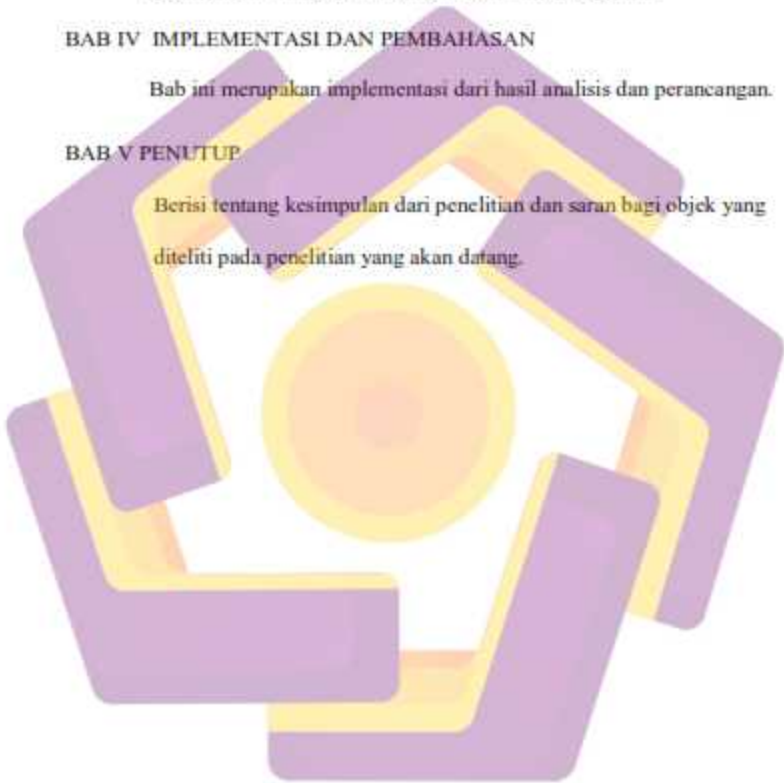 BAB IV IMPLEMENTASI DAN PEMBAHASAN
Bab ini merupakan implementasi dari hasil analisis dan perancangan.
BAB V PENUTUP
Berisi tentang kesimpulan dari penelitian dan saran bagi objek yang
diteliti pada penelitian yang akan datang.